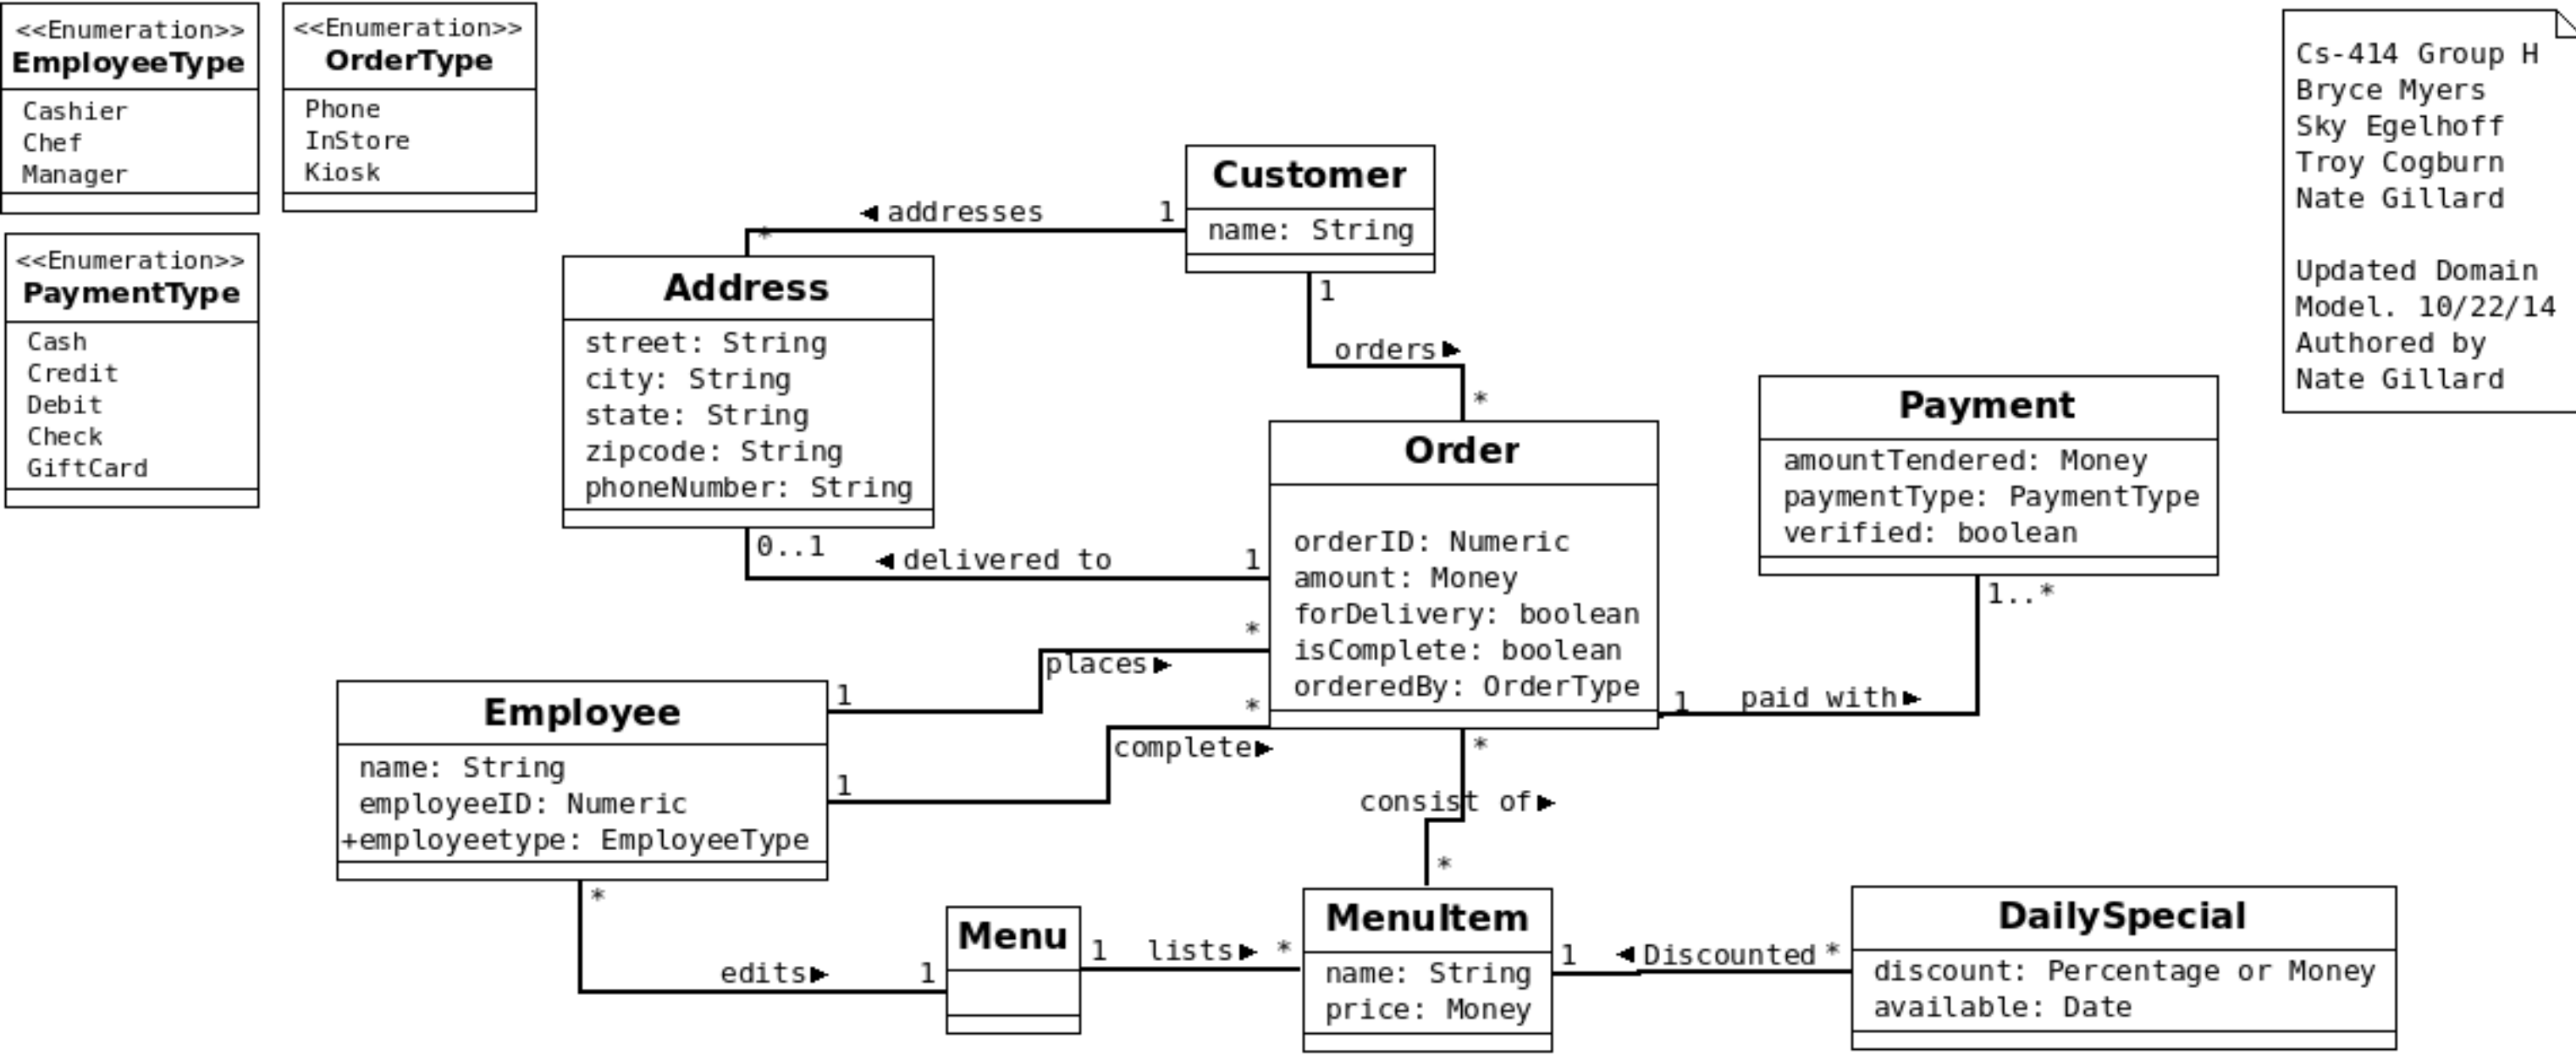 <<Enumeration>>
EmployeeType
Cashier
Chef
Manager
<<Enumeration>>
OrderType
Phone
InStore
Kiosk
<<Enumeration>>
PaymentType
Cash
Credit
Debit
Check
GiftCard
Cs-414 Group H
Bryce Myers
Sky Egelhoff
Troy Cogburn
Nate Gillard
Updated Domain
Model. 10/22/14
Authored by
Nate Gillard
Customer
name: String
◀ addresses
1
*
Address
street: String
city: String
state: String
zipcode: String
phoneNumber: String
1
orders▶
*
Order
orderID: Numeric
amount: Money
forDelivery: boolean
isComplete: boolean
orderedBy: OrderType
Payment
amountTendered: Money
paymentType: PaymentType
verified: boolean
1..*
1
paid with▶
0..1
◀ delivered to
1
*
places▶
1
*
complete▶
1
Employee
name: String
employeeID: Numeric
+employeetype: EmployeeType
*
edits▶
1
Menu
1
lists▶
*
*
consist of▶
*
MenuItem
name: String
price: Money
1
◀ Discounted
*
DailySpecial
discount: Percentage or Money
available: Date